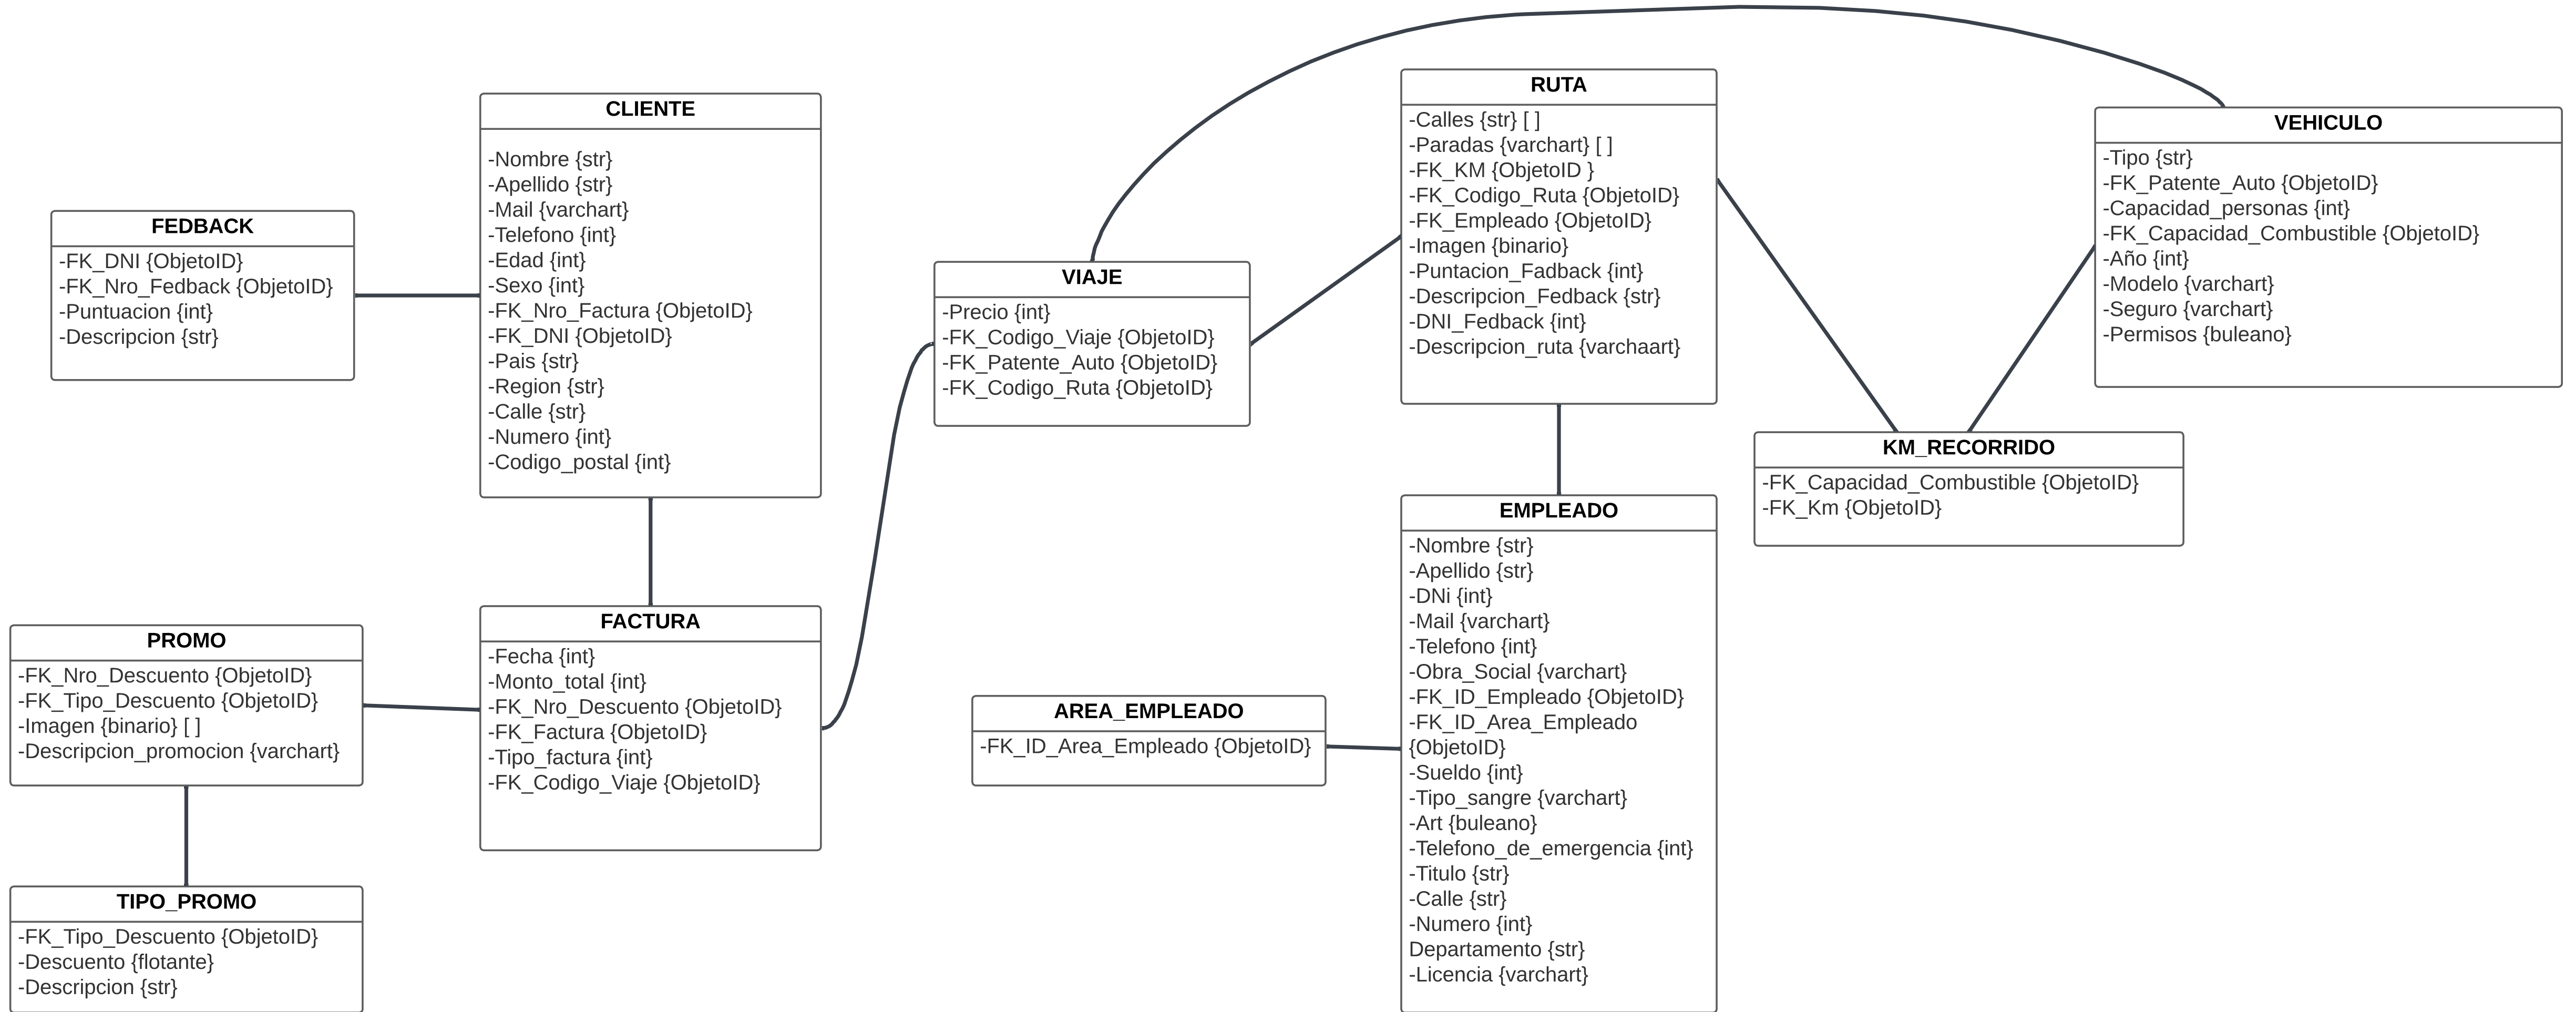 FEDBACK
-FK_DNI {ObjetoID}
-FK_Nro_Fedback {ObjetoID}
-Puntuacion {int}
-Descripcion {str}
CLIENTE
-Nombre {str}
-Apellido {str}
-Mail {varchart}
-Telefono {int}
-Edad {int}
-Sexo {int}
-FK_Nro_Factura {ObjetoID}
-FK_DNI {ObjetoID}
-Pais {str}
-Region {str}
-Calle {str}
-Numero {int}
-Codigo_postal {int}
VIAJE
-Precio {int}
-FK_Codigo_Viaje {ObjetoID}
-FK_Patente_Auto {ObjetoID}
-FK_Codigo_Ruta {ObjetoID}
RUTA
-Calles {str} [ ]
-Paradas {varchart} [ ]
-FK_KM {ObjetoID }
-FK_Codigo_Ruta {ObjetoID}
-FK_Empleado {ObjetoID}
-Imagen {binario}
-Puntacion_Fadback {int}
-Descripcion_Fedback {str}
-DNI_Fedback {int}
-Descripcion_ruta {varchaart}
VEHICULO
-Tipo {str}
-FK_Patente_Auto {ObjetoID}
-Capacidad_personas {int}
-FK_Capacidad_Combustible {ObjetoID}
-Año {int}
-Modelo {varchart}
-Seguro {varchart}
-Permisos {buleano}
KM_RECORRIDO
-FK_Capacidad_Combustible {ObjetoID}
-FK_Km {ObjetoID}
PROMO
-FK_Nro_Descuento {ObjetoID}
-FK_Tipo_Descuento {ObjetoID}
-Imagen {binario} [ ]
-Descripcion_promocion {varchart}
FACTURA
-Fecha {int}
-Monto_total {int}
-FK_Nro_Descuento {ObjetoID}
-FK_Factura {ObjetoID}
-Tipo_factura {int}
-FK_Codigo_Viaje {ObjetoID}
AREA_EMPLEADO
-FK_ID_Area_Empleado {ObjetoID}
EMPLEADO
-Nombre {str}
-Apellido {str}
-DNi {int}
-Mail {varchart}
-Telefono {int}
-Obra_Social {varchart}
-FK_ID_Empleado {ObjetoID}
-FK_ID_Area_Empleado
{ObjetoID}
-Sueldo {int}
-Tipo_sangre {varchart}
-Art {buleano}
-Telefono_de_emergencia {int}
-Titulo {str}
-Calle {str}
-Numero {int}
Departamento {str}
-Licencia {varchart}
TIPO_PROMO
-FK_Tipo_Descuento {ObjetoID}
-Descuento {flotante}
-Descripcion {str}